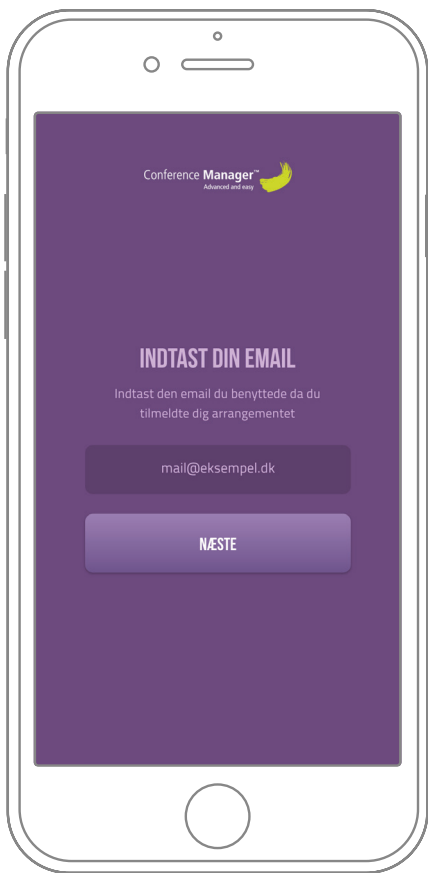 Conference Manager™
Advanced and easy
INDTAST DIN EMAIL
Indtast den email du benyttede da du
tilmeldte dig arrangementet
mail@eksempel.dk
NÆSTE